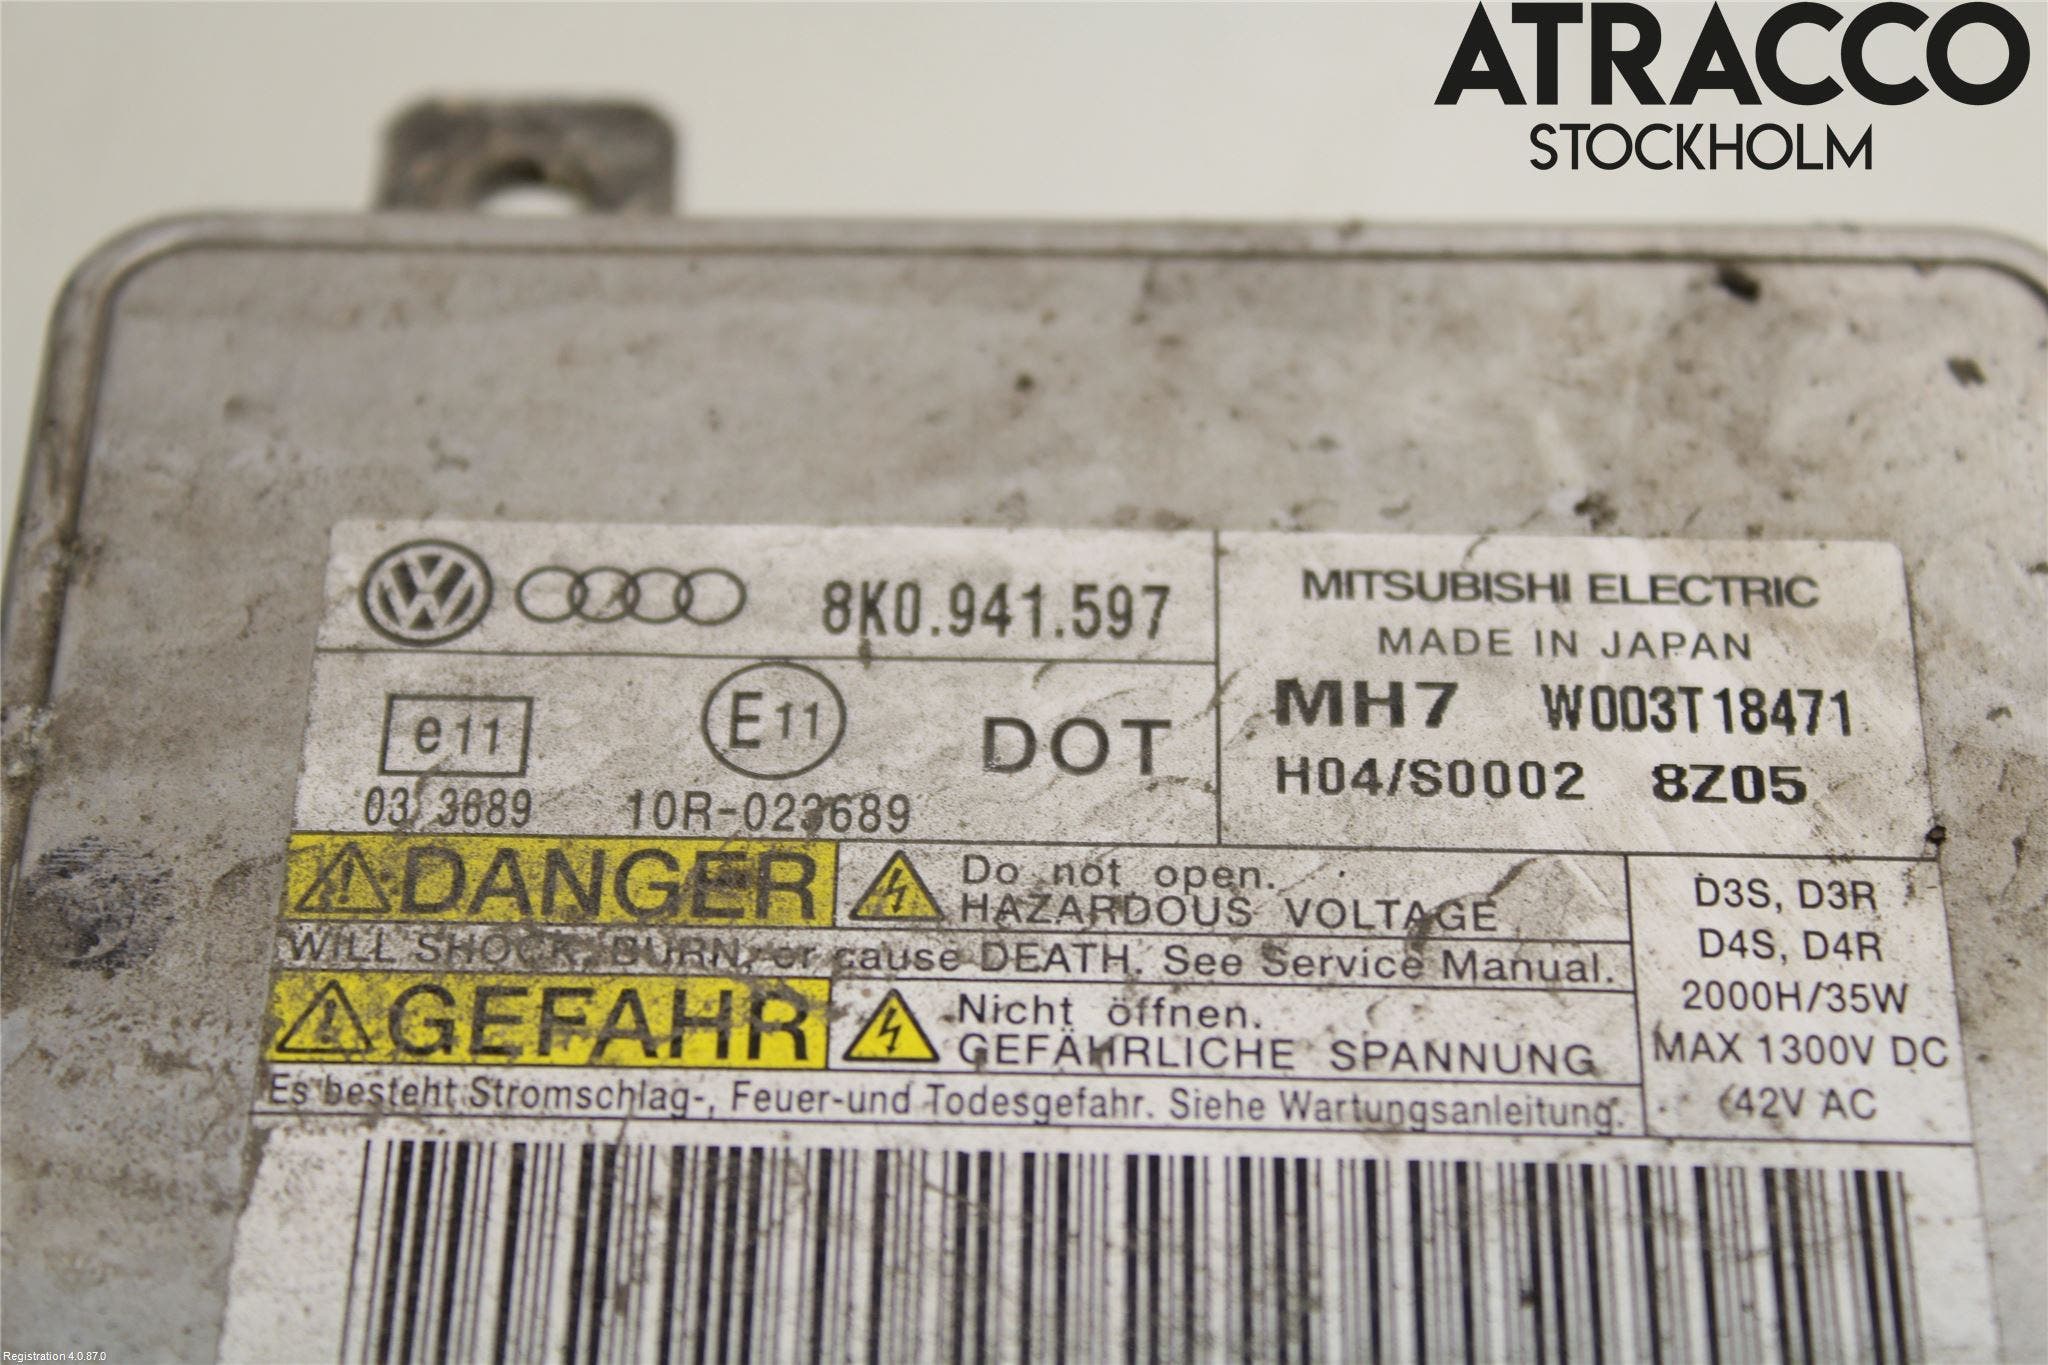 ATRACCO
STOCKHOLM
8K0.941.597
MITSUBISHI ELECTRIC
MADE IN JAPAN
MH7 W003T18471
H04/S0002 8Z05
e11
E11
DOT
03 3689
10R-023689
DANGER
Do not open.
HAZARDOUS VOLTAGE
WILL SHOCK, BURN, or cause DEATH. See Service Manual.
GEFAHR
Nicht öffnen.
GEFÄHRLICHE SPANNUNG
Es besteht Stromschlag-, Feuer-und Todesgefahr. Siehe Wartungsanleitung.
D3S, D3R
D4S, D4R
2000H/35W
MAX 1300V DC
42V AC
Registration 4.0.87.0